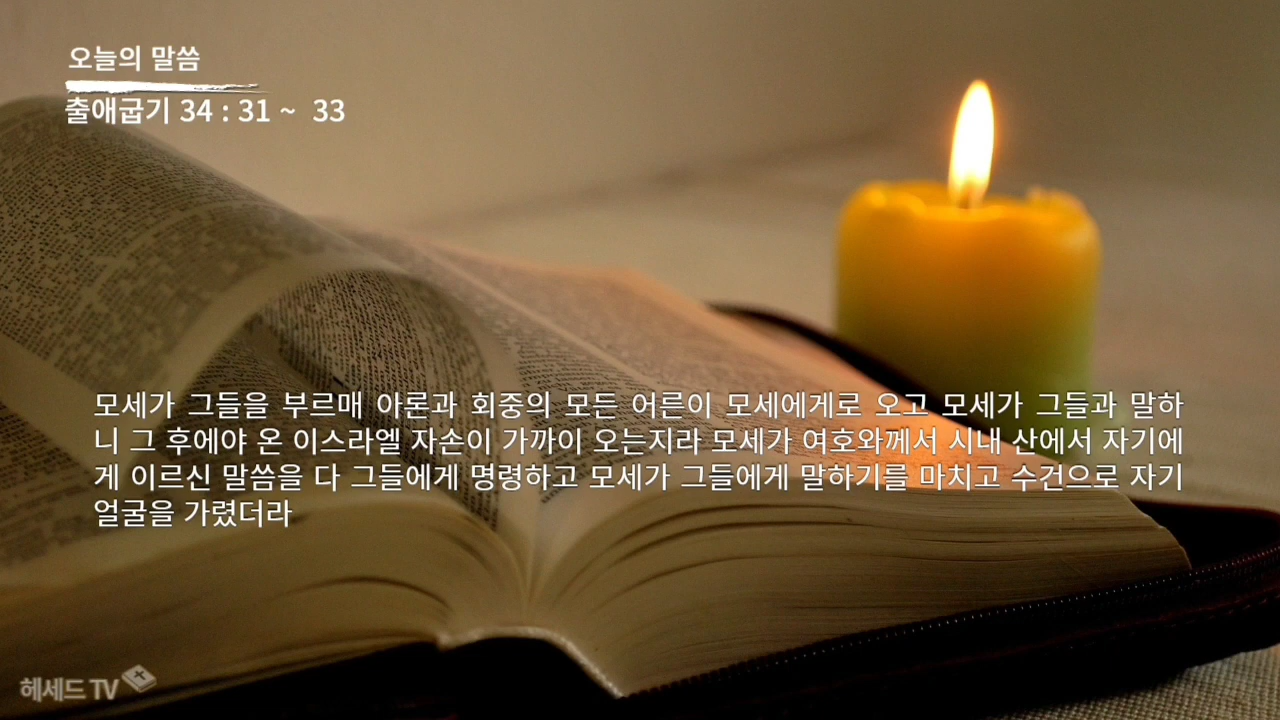 오늘의 말씀
출애굽기 34 : 31 ~ 33
모세가 그들을 부르매 아론과 회중의 모든 어른이 모세에게로 오고 모세가 그들과 말하
니 그 후에야 온 이스라엘 자손이 가까이 오는지라 모세가 여호와께서 시내 산에서 자기에
게 이르신 말씀을 다 그들에게 명령하고 모세가 그들에게 말하기를 마치고 수건으로 자기
얼굴을 가렸더라
헤세드 TV